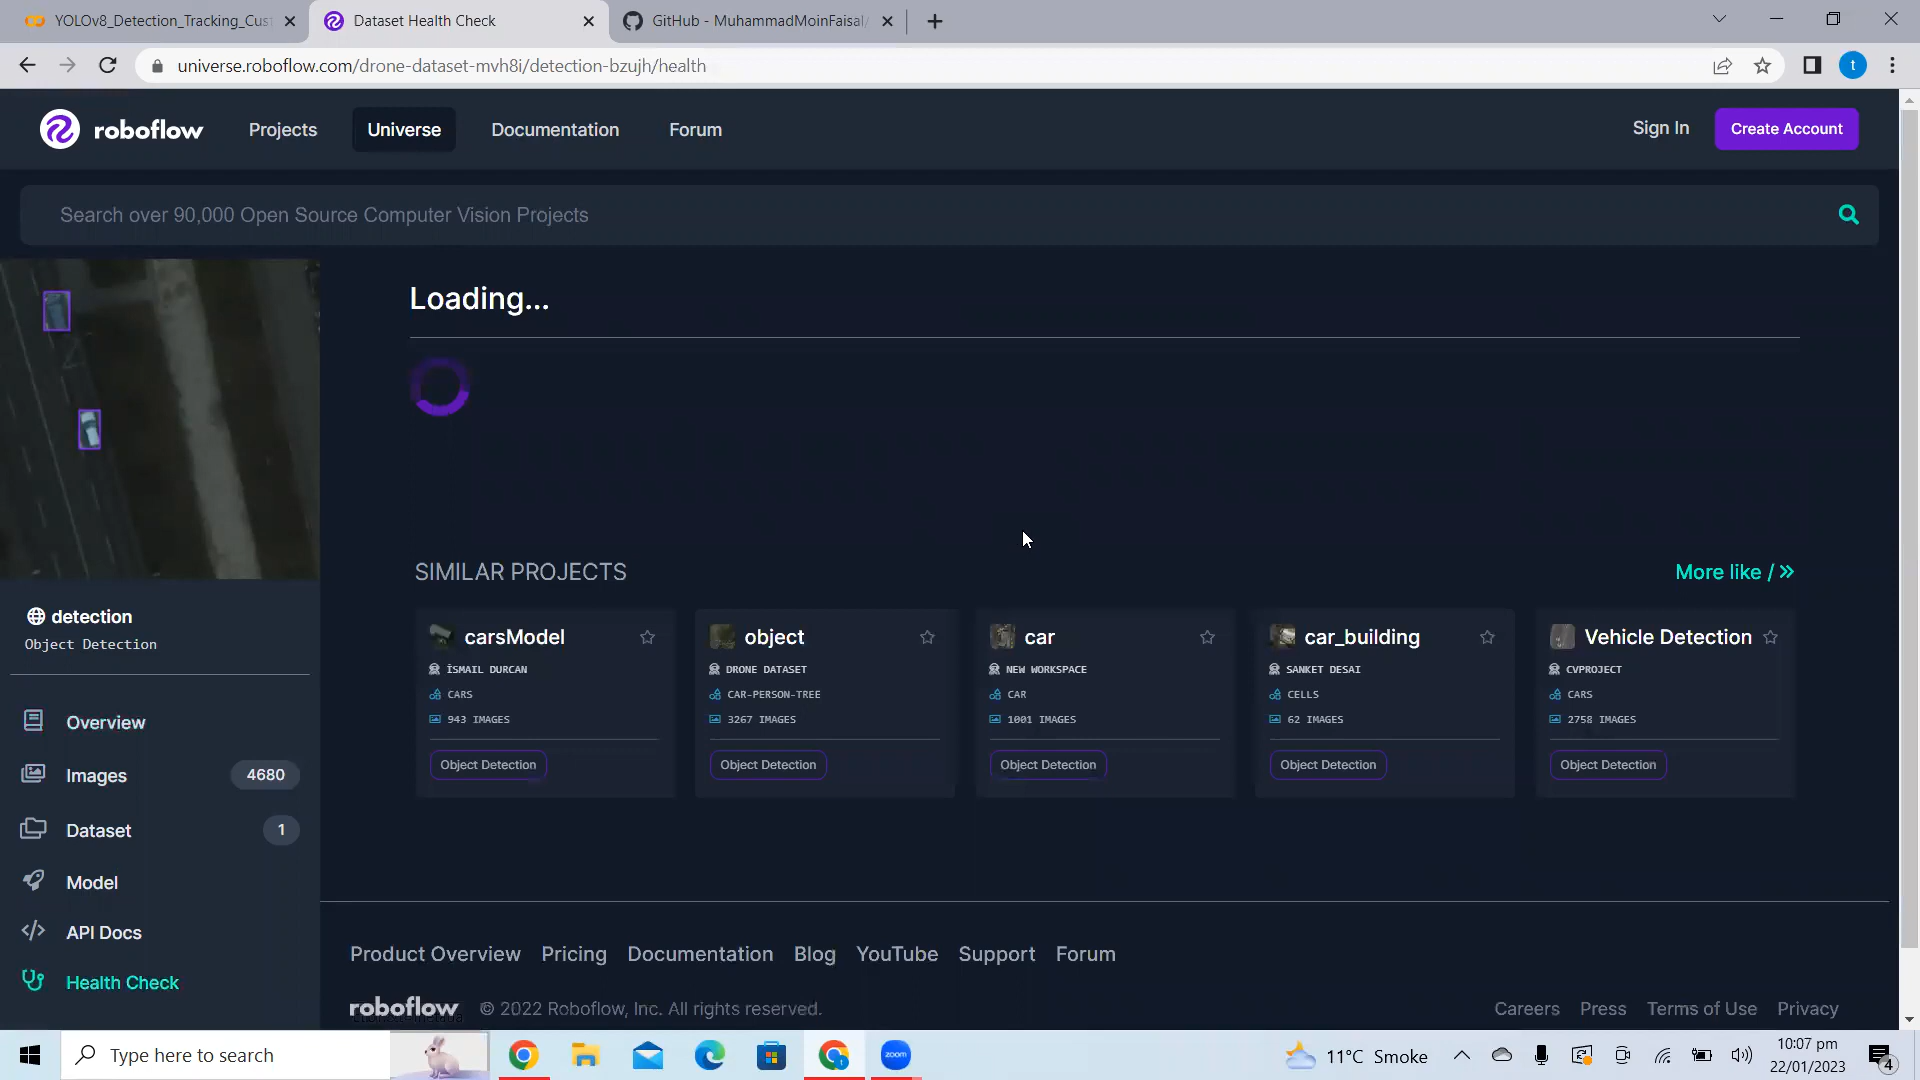 YOLOv8_Detection_Tracking_Cus
Dataset Health Check
GitHub - MuhammadMoinFaisal/
universe.roboflow.com/drone-dataset-mvh8i/detection-bzujh/health
t
roboflow
Projects
Universe
Documentation
Forum
Sign In
Create Account
Search over 90,000 Open Source Computer Vision Projects
Loading...
detection
Object Detection
Overview
Images
4680
Dataset
1
Model
API Docs
Health Check
SIMILAR PROJECTS
More like / »
carsModel
İSMAIL DURCAN
CARS
943 IMAGES
Object Detection
object
DRONE DATASET
CAR-PERSON-TREE
3267 IMAGES
Object Detection
car
NEW WORKSPACE
CAR
1001 IMAGES
Object Detection
car_building
SANKET DESAI
CELLS
62 IMAGES
Object Detection
Vehicle Detection
CVPROJECT
CARS
2758 IMAGES
Object Detection
Product Overview Pricing Documentation Blog YouTube Support Forum
roboflow © 2022 Roboflow, Inc. All rights reserved.
Careers Press Terms of Use Privacy
Type here to search
zoom
t
11°C Smoke
10:07 pm
22/01/2023
4